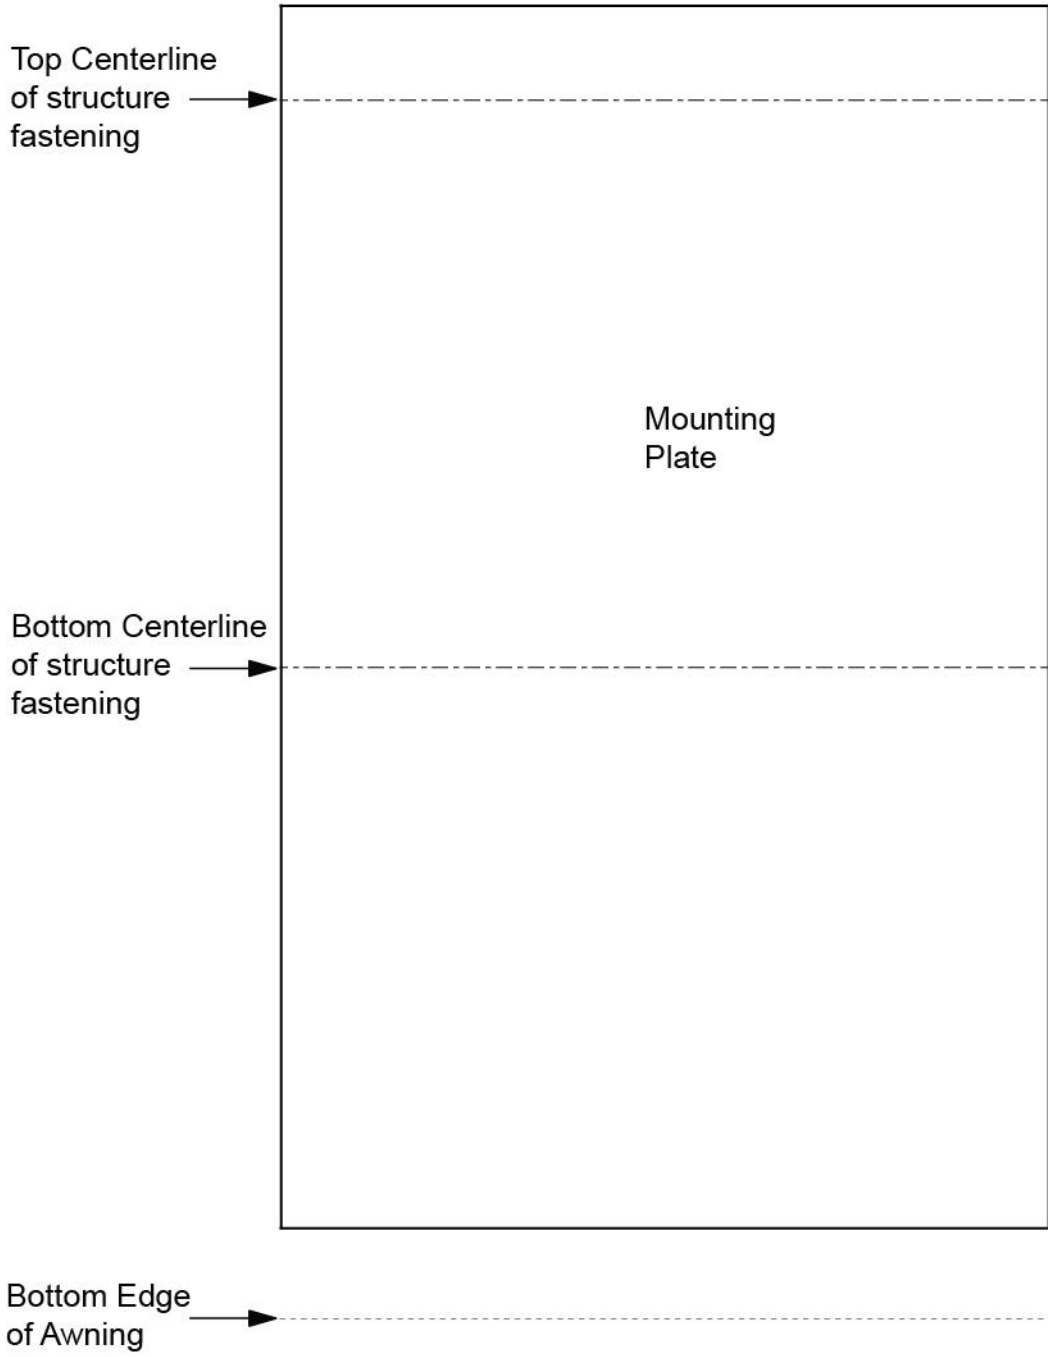 Top Centerline
of structure
fastening
Mounting
Plate
Bottom Centerline
of structure
fastening
Bottom Edge
of Awning